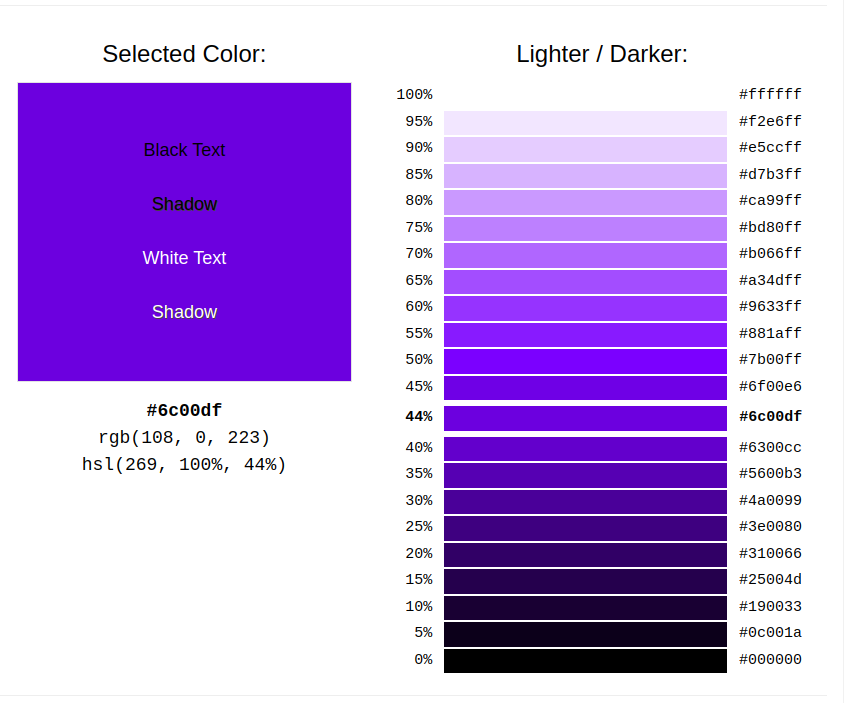 Selected Color:
Black Text
Shadow
White Text
Shadow
#6c00df
rgb(108, 0, 223)
hsl(269, 100%, 44%)
Lighter / Darker:
100% #ffffff
95% #f2e6ff
90% #e5ccff
85% #d7b3ff
80% #ca99ff
75% #bd80ff
70% #b066ff
65% #a34dff
60% #9633ff
55% #881aff
50% #7b00ff
45% #6f00e6
44% #6c00df
40% #6300cc
35% #5600b3
30% #4a0099
25% #3e0080
20% #310066
15% #25004d
10% #190033
5% #0c001a
0% #000000